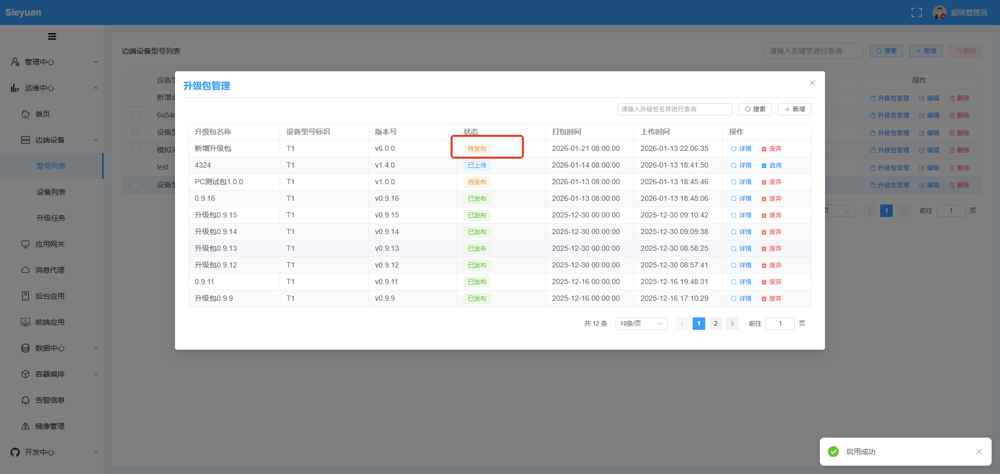 Sieyuan
超级管理员
管理中心
运维中心
首页
边端设备
型号列表
设备列表
升级任务
应用网关
消息代理
后台应用
前端应用
数据中心
容器编排
告警信息
镜像管理
开发中心
边端设备型号列表
请输入关键字进行查询
搜索
新增
删除
设备型
操作
新增设
升级包管理 编辑 删除
6u54e
升级包管理 编辑 删除
设备型
升级包管理 编辑 删除
模拟采
升级包管理 编辑 删除
test
升级包管理 编辑 删除
设备型
升级包管理 编辑 删除
页
1
前往 1 页
升级包管理
请输入升级包名称进行查询
搜索
新增
升级包名称 设备型号标识 版本号 状态 打包时间 上传时间 操作
新增升级包 T1 v6.0.0 待发布 2026-01-21 08:00:00 2026-01-13 22:06:35 详情 废弃
4324 T1 v1.4.0 已上传 2026-01-14 08:00:00 2026-01-13 18:41:50 详情 启用
PC测试包1.0.0 T1 v1.0.0 待发布 2026-01-13 08:00:00 2026-01-13 18:45:46 详情 废弃
0.9.16 T1 v0.9.16 已发布 2026-01-13 08:00:00 2026-01-13 18:48:06 详情 废弃
升级包0.9.15 T1 v0.9.15 已发布 2025-12-30 00:00:00 2025-12-30 09:10:42 详情 废弃
升级包0.9.14 T1 v0.9.14 已发布 2025-12-30 00:00:00 2025-12-30 09:09:38 详情 废弃
升级包0.9.13 T1 v0.9.13 已发布 2025-12-30 00:00:00 2025-12-30 08:58:25 详情 废弃
升级包0.9.12 T1 v0.9.12 已发布 2025-12-30 00:00:00 2025-12-30 08:57:41 详情 废弃
0.9.11 T1 v0.9.11 已发布 2025-12-16 00:00:00 2025-12-16 19:48:31 详情 废弃
升级包0.9.9 T1 v0.9.9 已发布 2025-12-16 00:00:00 2025-12-16 17:10:29 详情 废弃
共 12 条 10条/页 1 2 前往 1 页
启用成功